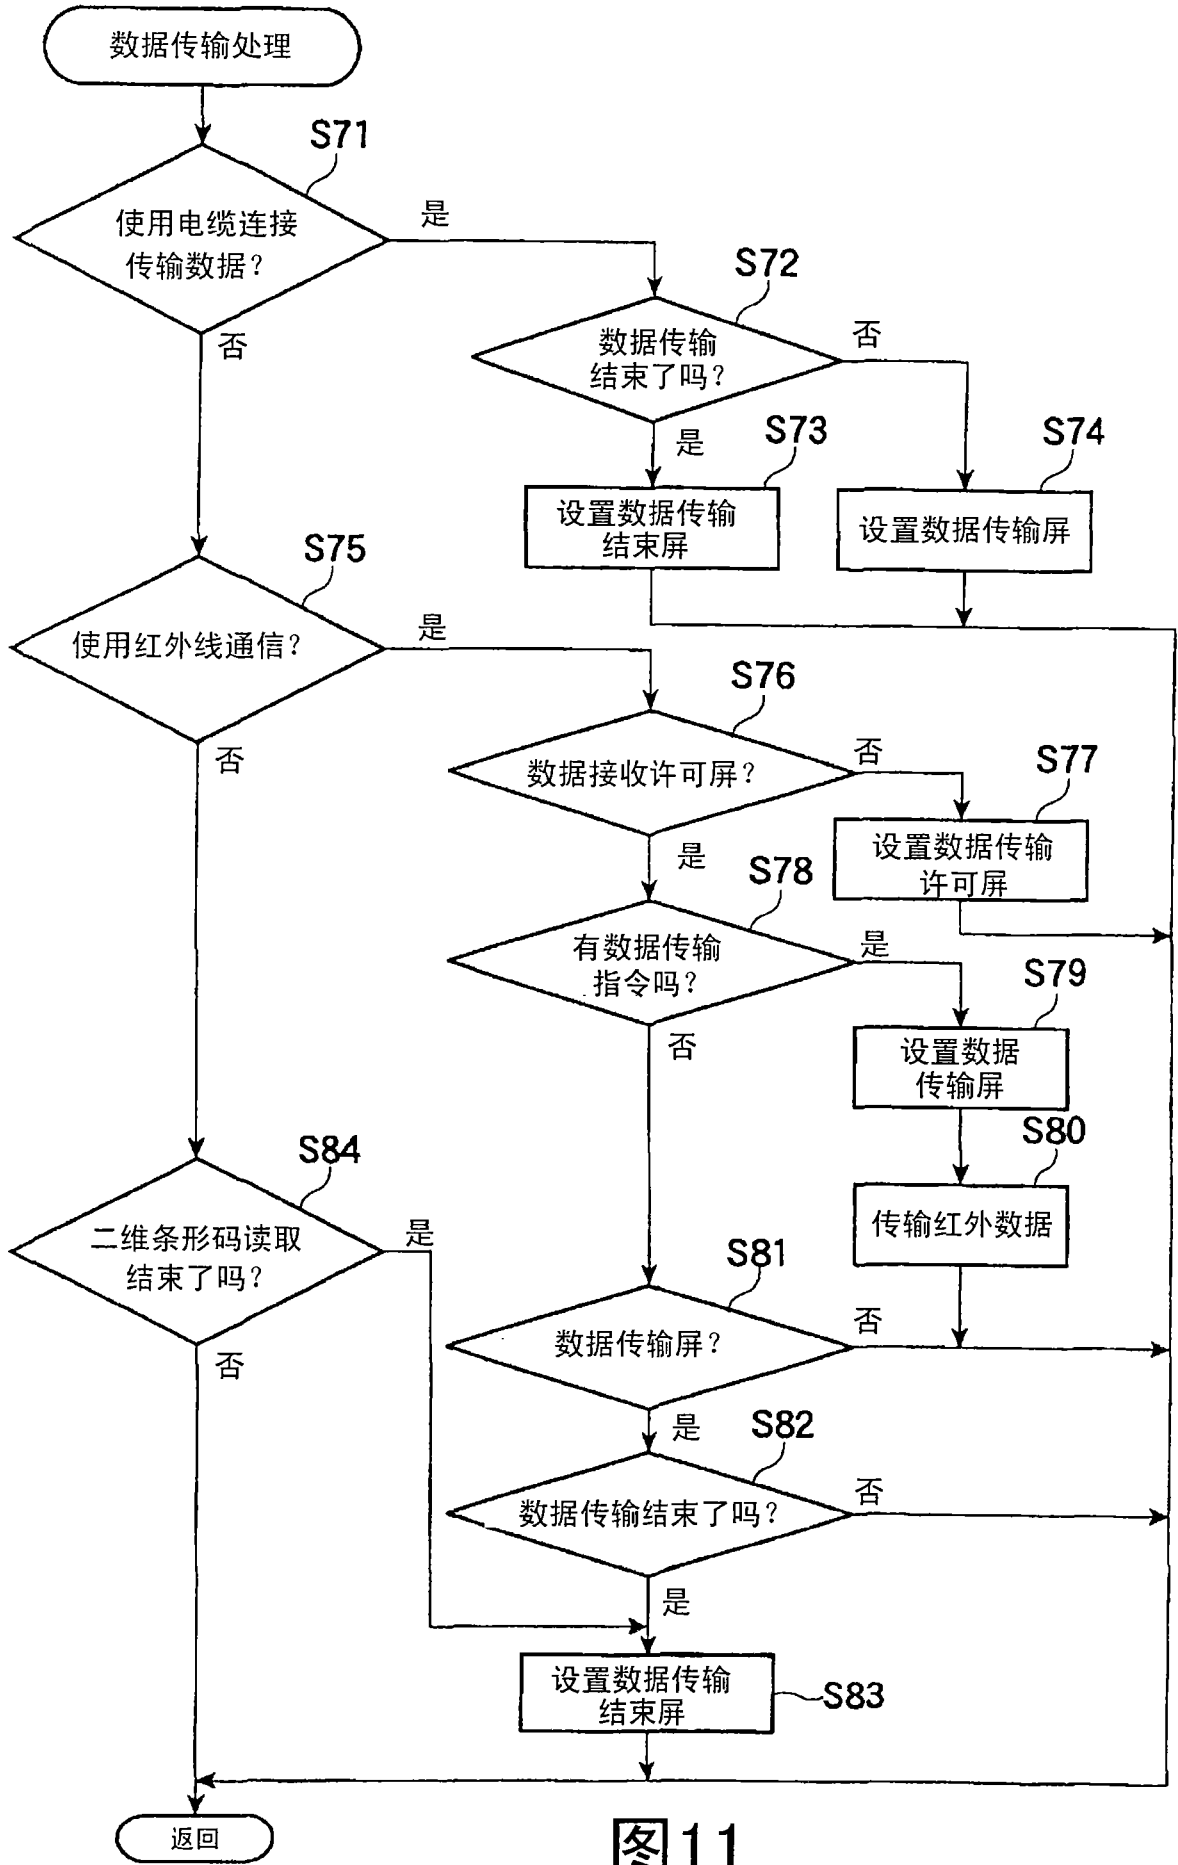 数据传输处理
S71
使用电缆连接
传输数据？
是
否
S72
数据传输
结束了吗？
否
是
S73
设置数据传输
结束屏
S74
设置数据传输屏
S75
使用红外线通信？
是
否
S76
数据接收许可屏？
否
是
S77
设置数据传输
许可屏
S78
有数据传输
指令吗？
是
否
S79
设置数据
传输屏
S80
传输红外数据
S84
二维条形码读取
结束了吗？
是
否
S81
数据传输屏？
否
是
S82
数据传输结束了吗？
否
是
S83
设置数据传输
结束屏
返回
图11